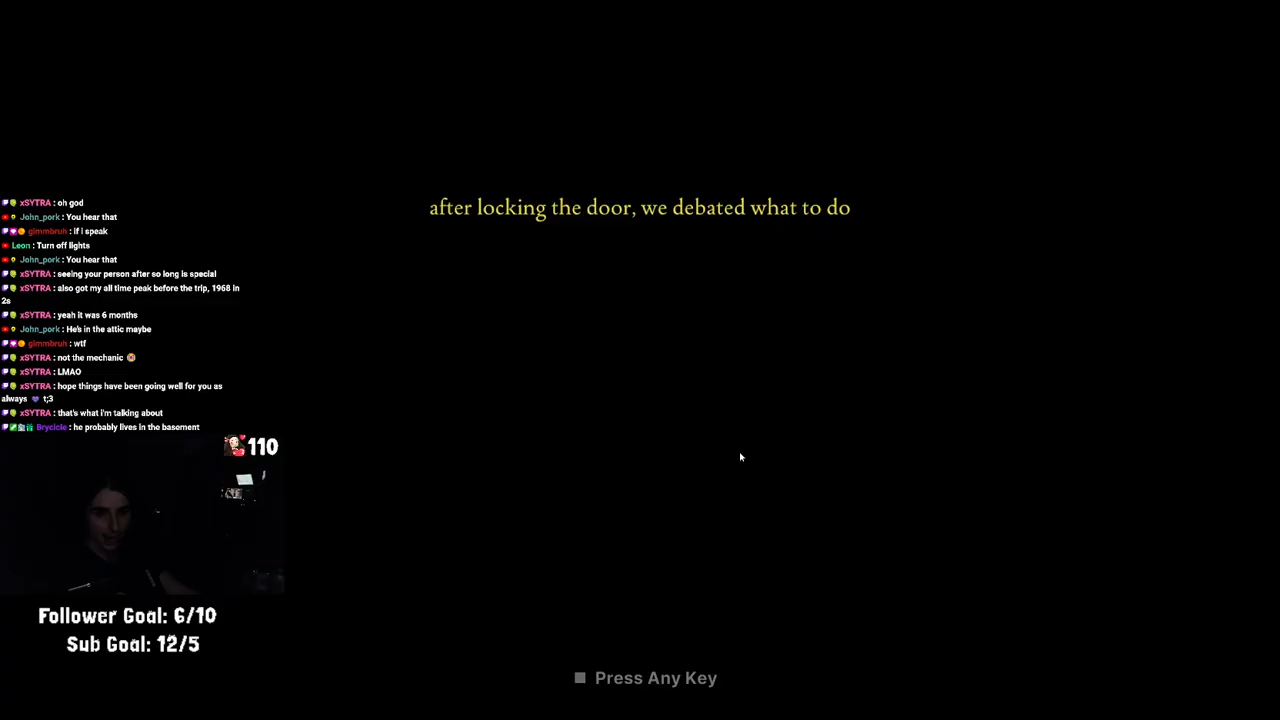 after locking the door, we debated what to do
xSYTRA : oh god
John_pork : You hear that
gimmbruh : if i speak
Leon : Turn off lights
John_pork : You hear that
xSYTRA : seeing your person after so long is special
xSYTRA : also got my all time peak before the trip, 1968 in
2s
xSYTRA : yeah it was 6 months
John_pork : He's in the attic maybe
gimmbruh : wtf
xSYTRA : not the mechanic
xSYTRA : LMAO
xSYTRA : hope things have been going well for you as
always t;3
xSYTRA : that's what i'm talking about
Brycicle : he probably lives in the basement
110
Follower Goal: 6/10
Sub Goal: 12/5
Press Any Key